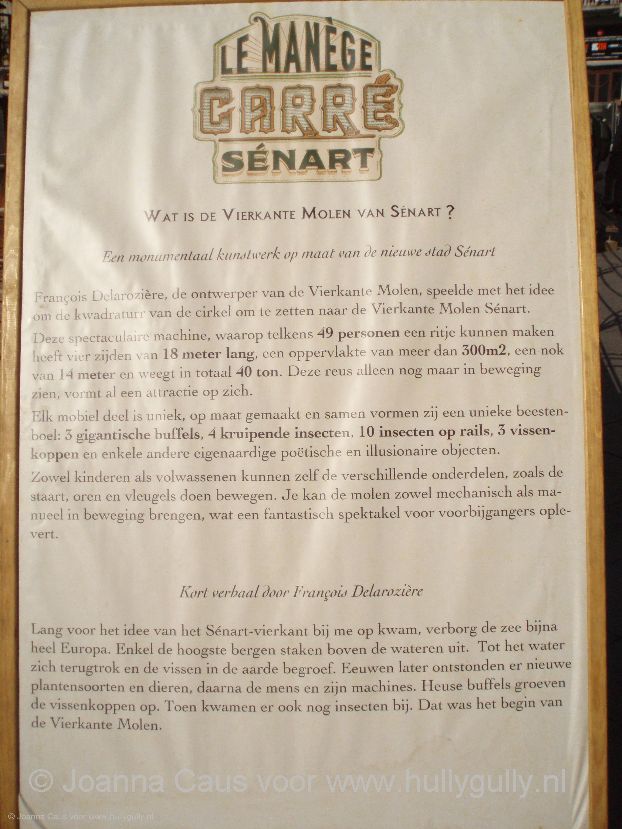 LE MANÈGE
CARRÉ
SÉNART
WAT IS DE VIERKANTE MOLEN VAN SÉNART ?
Een monumentaal kunstwerk op maat van de nieuwe stad Sénart
François Delarozière, de ontwerper van de Vierkante Molen, speelde met het idee
om de kwadratuur van de cirkel om te zetten naar de Vierkante Molen Sénart.
Deze spectaculaire machine, waarop telkens 49 personen een ritje kunnen maken
heeft vier zijden van 18 meter lang, een oppervlakte van meer dan 300m2, een nok
van 14 meter en weegt in totaal 40 ton. Deze reus alleen nog maar in beweging
zien, vormt al een attractie op zich.
Elk mobiel deel is uniek, op maat gemaakt en samen vormen zij een unieke beesten-
boel: 3 gigantische buffels, 4 kruipende insecten, 10 insecten op rails, 3 vissen-
koppen en enkele andere eigenaardige poëtische en illusionaire objecten.
Zowel kinderen als volwassenen kunnen zelf de verschillende onderdelen, zoals de
staart, oren en vleugels doen bewegen. Je kan de molen zowel mechanisch als ma-
nueel in beweging brengen, wat een fantastisch spektakel voor voorbijgangers ople-
vert.
Kort verhaal door François Delarozière
Lang voor het idee van het Sénart-vierkant bij me op kwam, verborg de zee bijna
heel Europa. Enkel de hoogste bergen staken boven de wateren uit. Tot het water
zich terugtrok en de vissen in de aarde begroef. Eeuwen later ontstonden er nieuwe
plantensoorten en dieren, daarna de mens en zijn machines. Heuse buffels groeven
de vissenkoppen op. Toen kwamen er ook nog insecten bij. Dat was het begin van
de Vierkante Molen.
© Joanna Caus voor www.hullygully.nl
© Joanna Caus voor www.hullygully.nl